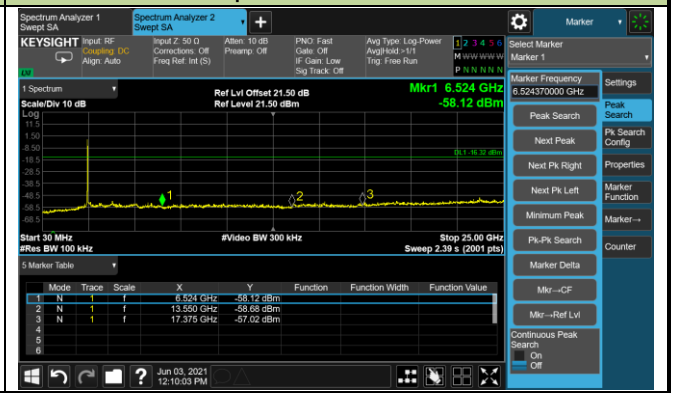 Spectrum Analyzer 1
Swept SA
Spectrum Analyzer 2
Swept SA
Marker
KEYSIGHT
Input: RF
Coupling: DC
Align: Auto
Input Z: 50 Ω
Corrections: Off
Freq Ref: Int (S)
Atten: 10 dB
Preamp: Off
PNO: Fast
Gate: Off
IF Gain: Low
Sig Track: Off
Avg Type: Log-Power
Avg|Hold:>1/1
Trig: Free Run
1 2 3 4 5 6
M W W W W W
P N N N N N
LV
1 Spectrum
Scale/Div 10 dB
Ref Lvl Offset 21.50 dB
Ref Level 21.50 dBm
Mkr1 6.524 GHz
-58.12 dBm
Log
11.5
1.50
-8.50
-18.5
-28.5
-38.5
-48.5
-58.5
-68.5
DL1 -16.32 dBm
1
2
3
Start 30 MHz
#Res BW 100 kHz
#Video BW 300 kHz
Stop 25.00 GHz
Sweep 2.39 s (2001 pts)
5 Marker Table
Mode Trace Scale X Y Function Function Width Function Value
1 N 1 f 6.524 GHz -58.12 dBm
2 N 1 f 13.550 GHz -58.68 dBm
3 N 1 f 17.375 GHz -57.02 dBm
4
5
6
Jun 03, 2021
12:10:03 PM
Select Marker
Marker 1
Marker Frequency
6.524370000 GHz
Peak Search
Next Peak
Next Pk Right
Next Pk Left
Minimum Peak
Pk-Pk Search
Marker Delta
Mkr→CF
Mkr→Ref Lvl
Continuous Peak
Search
On
Off
Settings
Peak
Search
Pk Search
Config
Properties
Marker
Function
Marker→
Counter